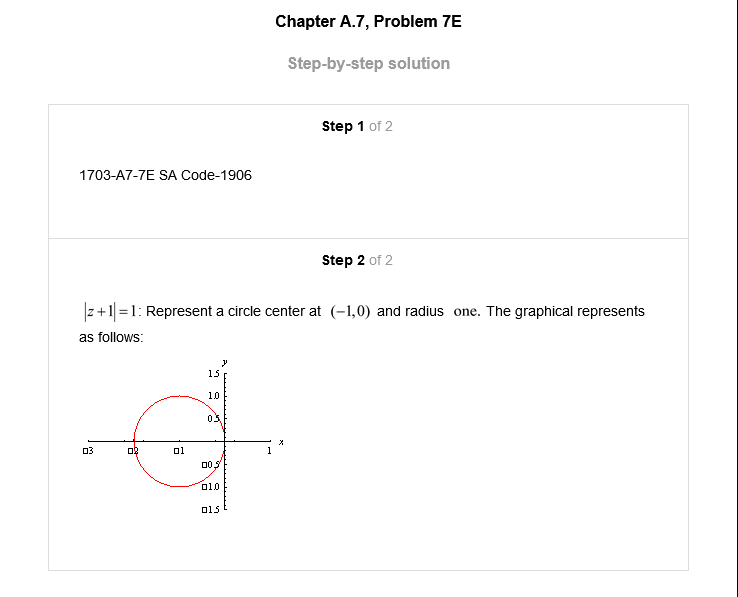 Chapter A.7, Problem 7E
Step-by-step solution
Step 1 of 2
1703-A7-7E SA Code-1906
Step 2 of 2
|z+1|=1: Represent a circle center at (−1,0) and radius one. The graphical represents
as follows:
y
1.5
1.0
0.5
x
□3 □2 □1 1
□0.5
□1.0
□1.5